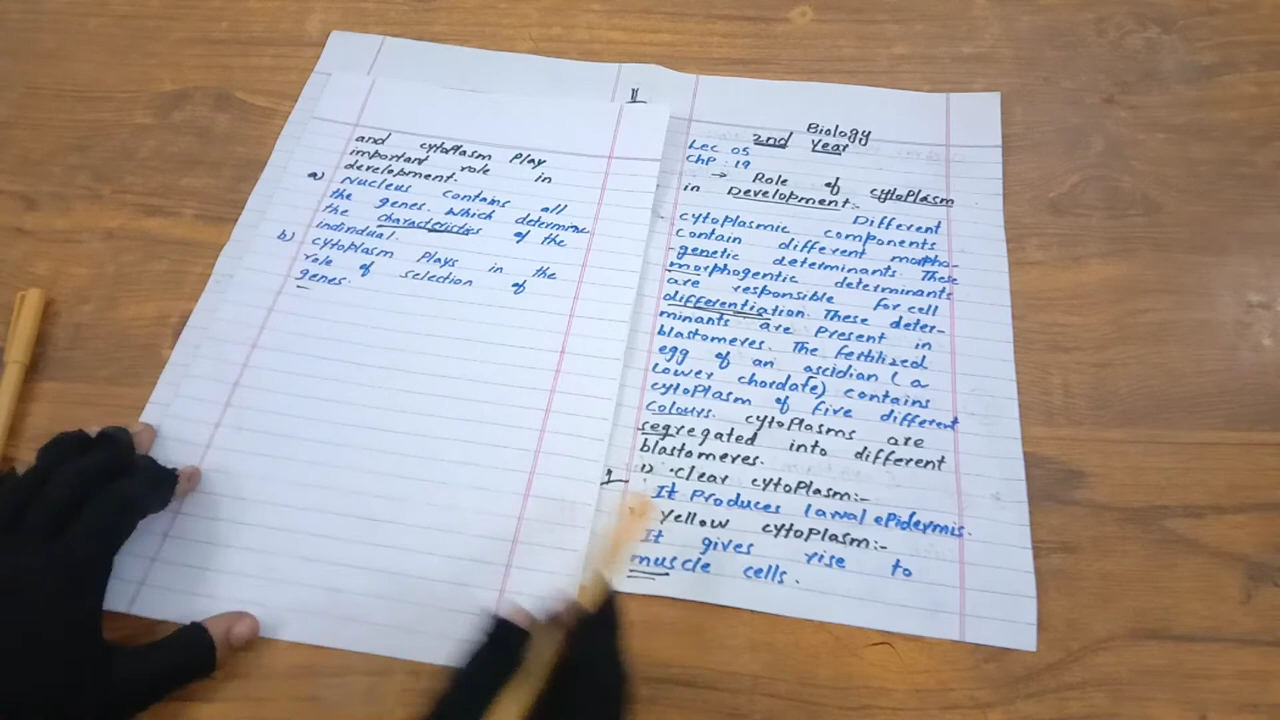 and cytoplasm play
important role in
development.
a) Nucleus contains all
the genes. Which determine
the characteristics of the
individual.
b) cytoplasm plays in the
role of selection of
genes.
Biology
2nd Year
Lec 05
Chp : 19
→ Role of cytoplasm
in Development:-
Different
cytoplasmic components
contain different morpho-
-genetic determinants. These
morphogentic determinants
are responsible for cell
differentiation. These deter-
minants are present in
blastomeres. The fertilized
egg of an ascidian (a
lower chordate) contains
cytoplasm of five different
colours. cytoplasms are
segregated into different
blastomeres.
1) Clear cytoplasm:-
It produces larval epidermis.
Yellow cytoplasm:-
It gives rise to
muscle cells.